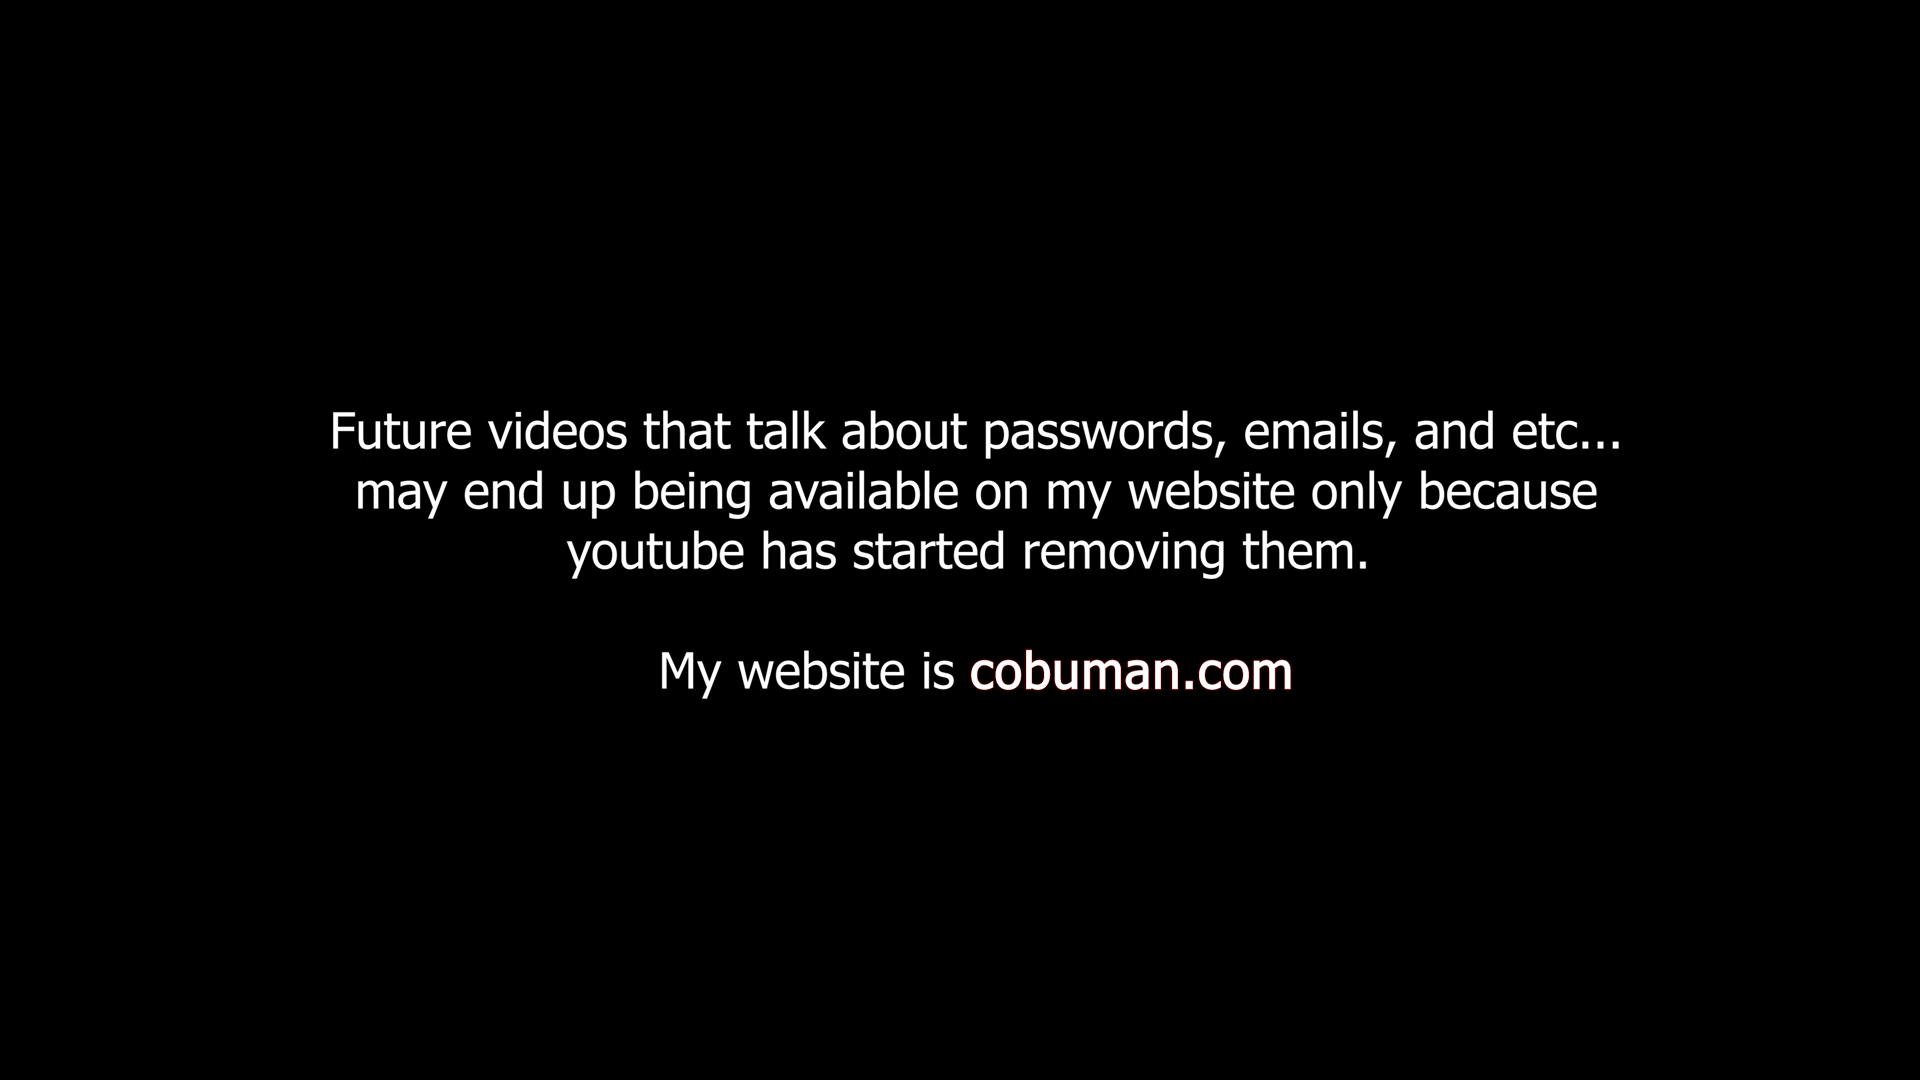 Future videos that talk about passwords, emails, and etc...
may end up being available on my website only because
youtube has started removing them.
My website is cobuman.com